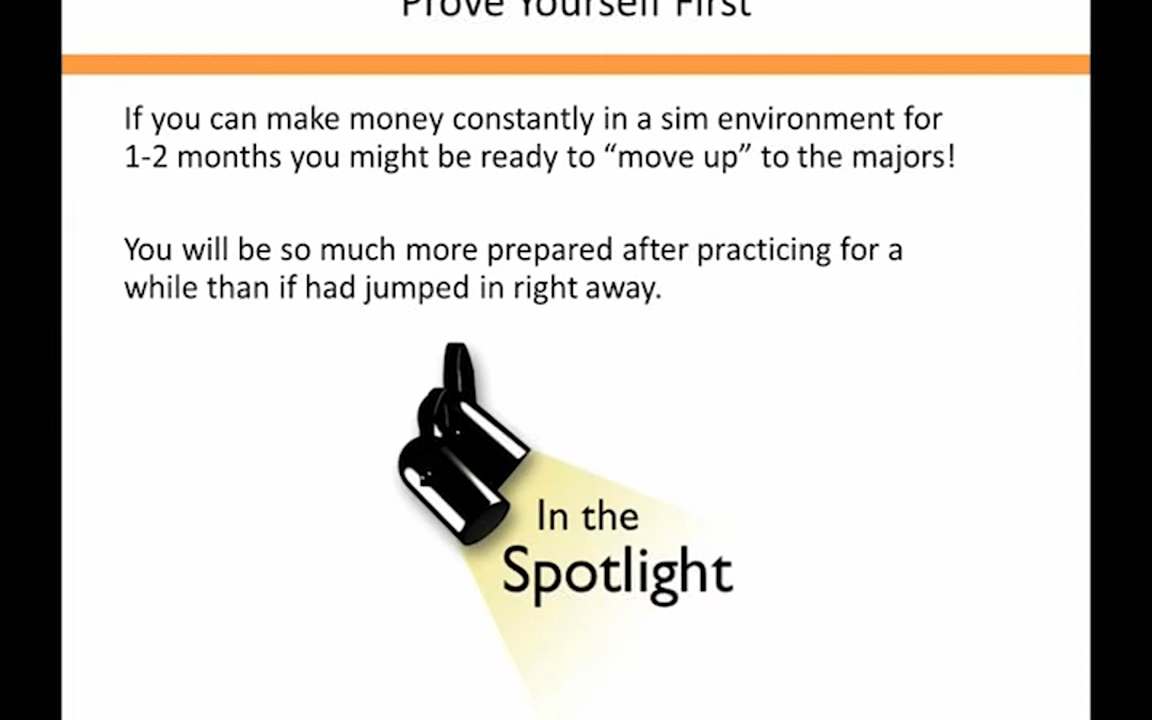 Prove Yourself First
If you can make money constantly in a sim environment for
1-2 months you might be ready to “move up” to the majors!
You will be so much more prepared after practicing for a
while than if had jumped in right away.
In the
Spotlight